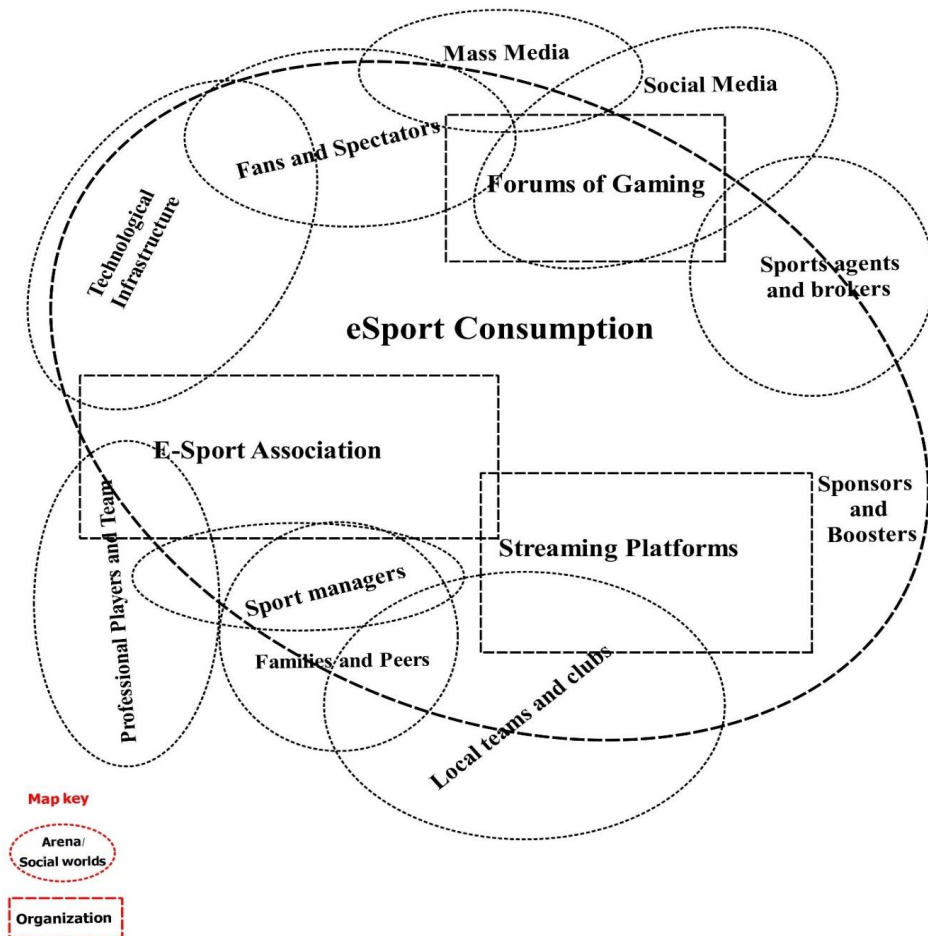 Mass Media
Social Media
Fans and Spectators
Forums of Gaming
Technological
Infrastructure
Sports agents
and brokers
eSport Consumption
E-Sport Association
Sponsors
and
Boosters
Streaming Platforms
Professional Players and Team
Sport managers
Families and Peers
Local teams and clubs
Map key
Arena/
Social worlds
Organization